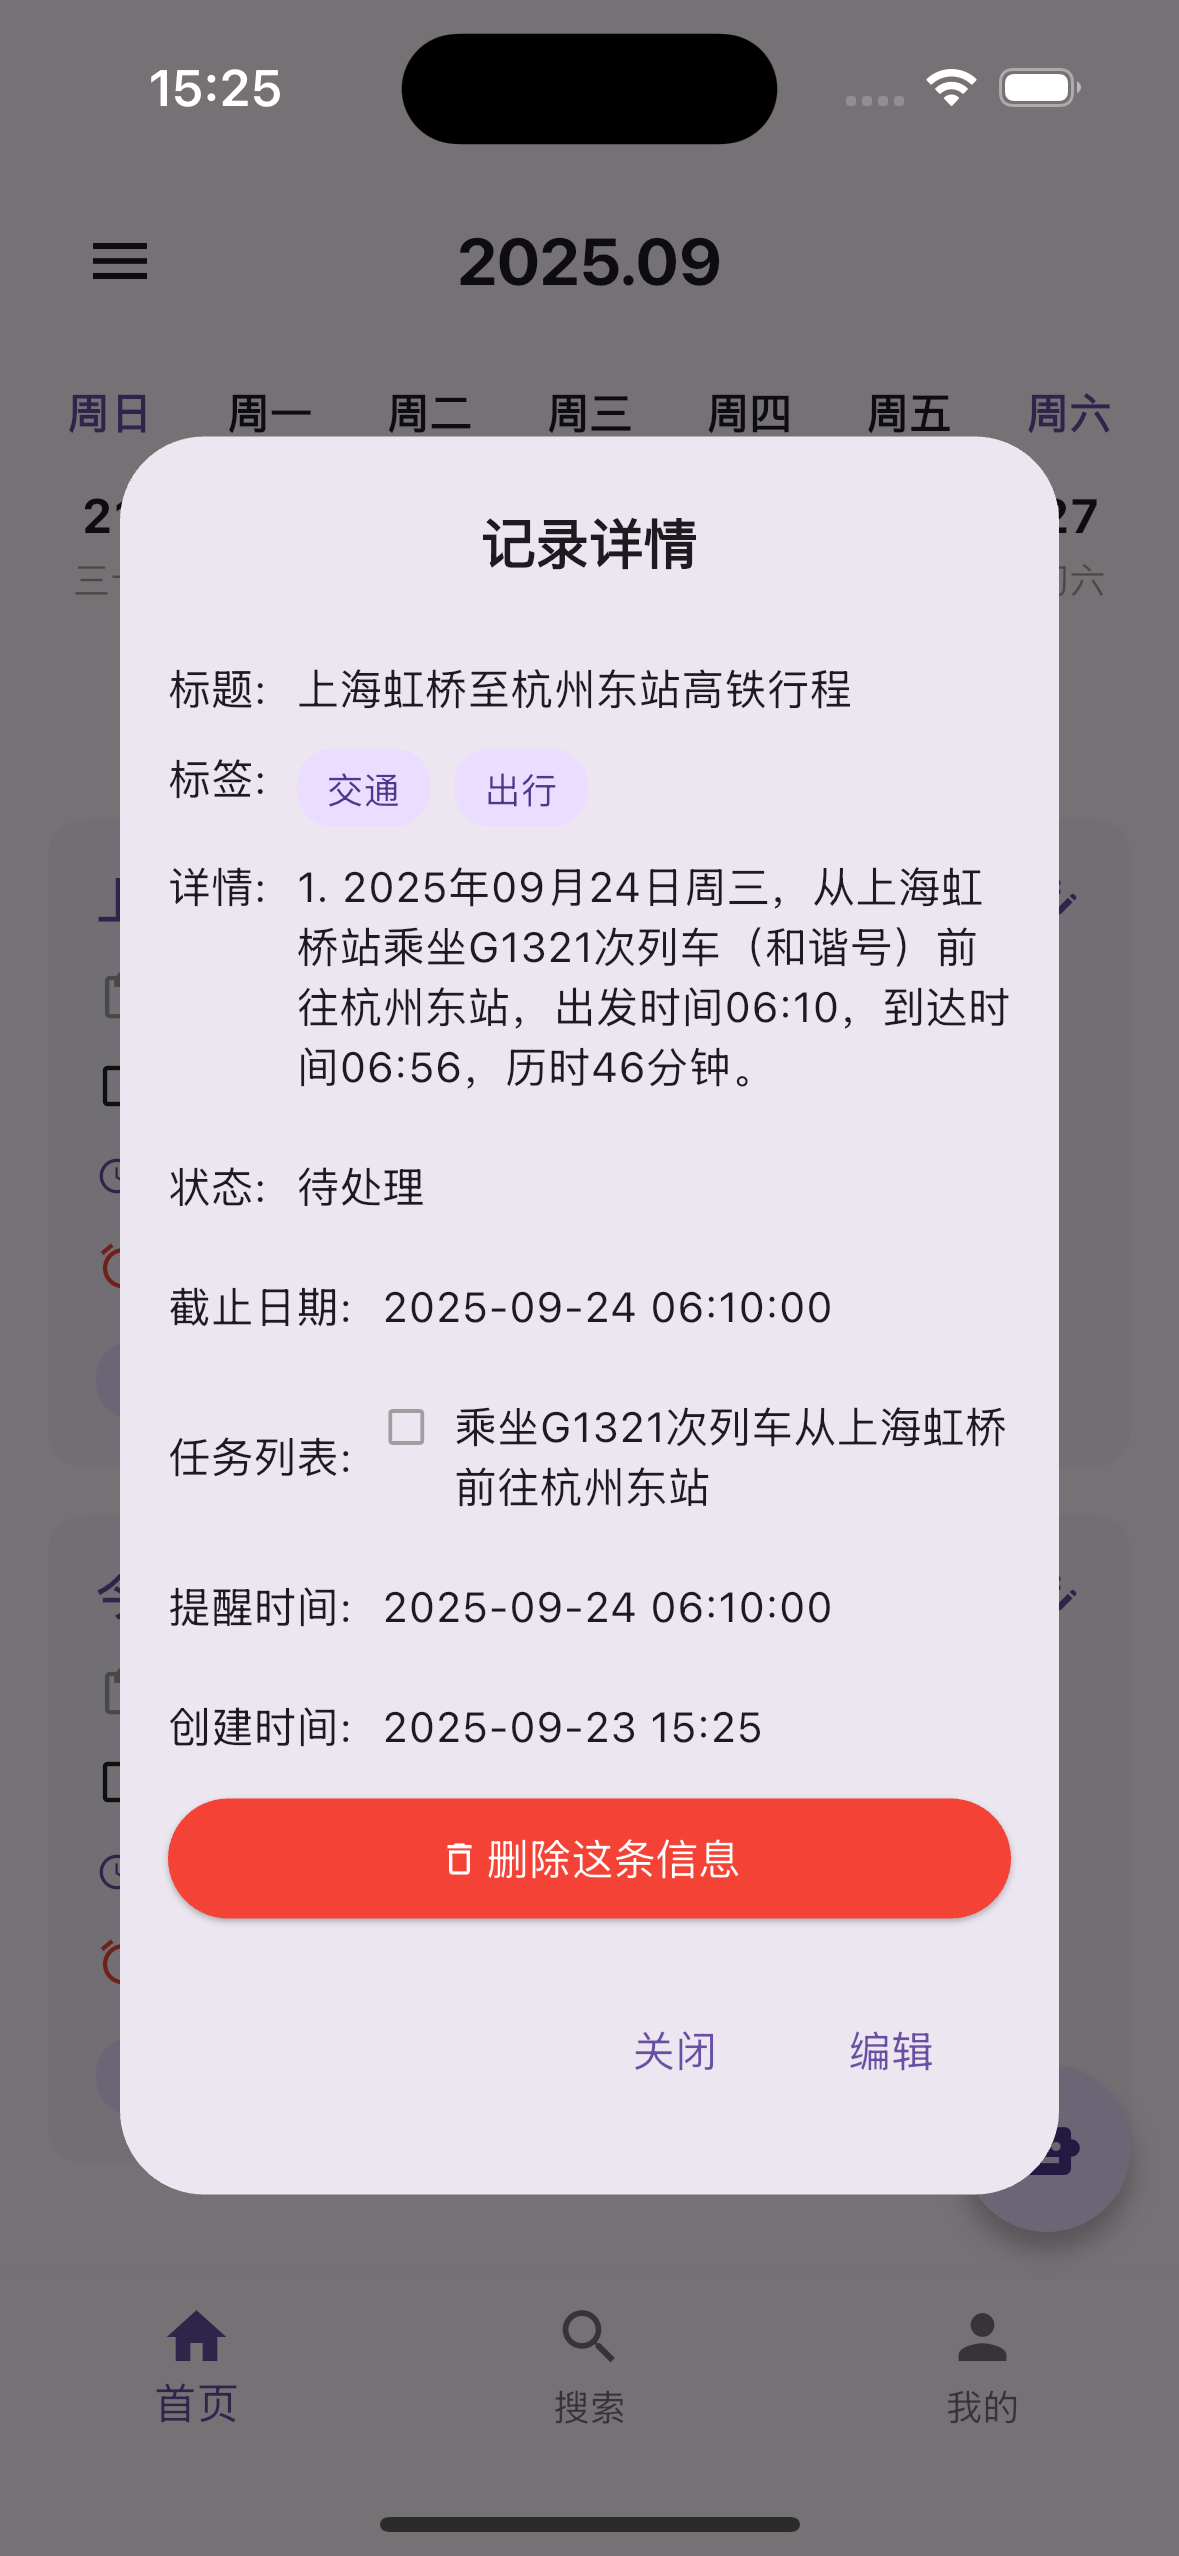 15:25
2025.09
周日 周一 周二 周三 周四 周五 周六
27
记录详情
标题: 上海虹桥至杭州东站高铁行程
标签: 交通 出行
详情: 1. 2025年09月24日周三，从上海虹
桥站乘坐G1321次列车（和谐号）前
往杭州东站，出发时间06:10，到达时
间06:56，历时46分钟。
状态: 待处理
截止日期: 2025-09-24 06:10:00
任务列表: 乘坐G1321次列车从上海虹桥
前往杭州东站
提醒时间: 2025-09-24 06:10:00
创建时间: 2025-09-23 15:25
删除这条信息
关闭 编辑
首页 搜索 我的